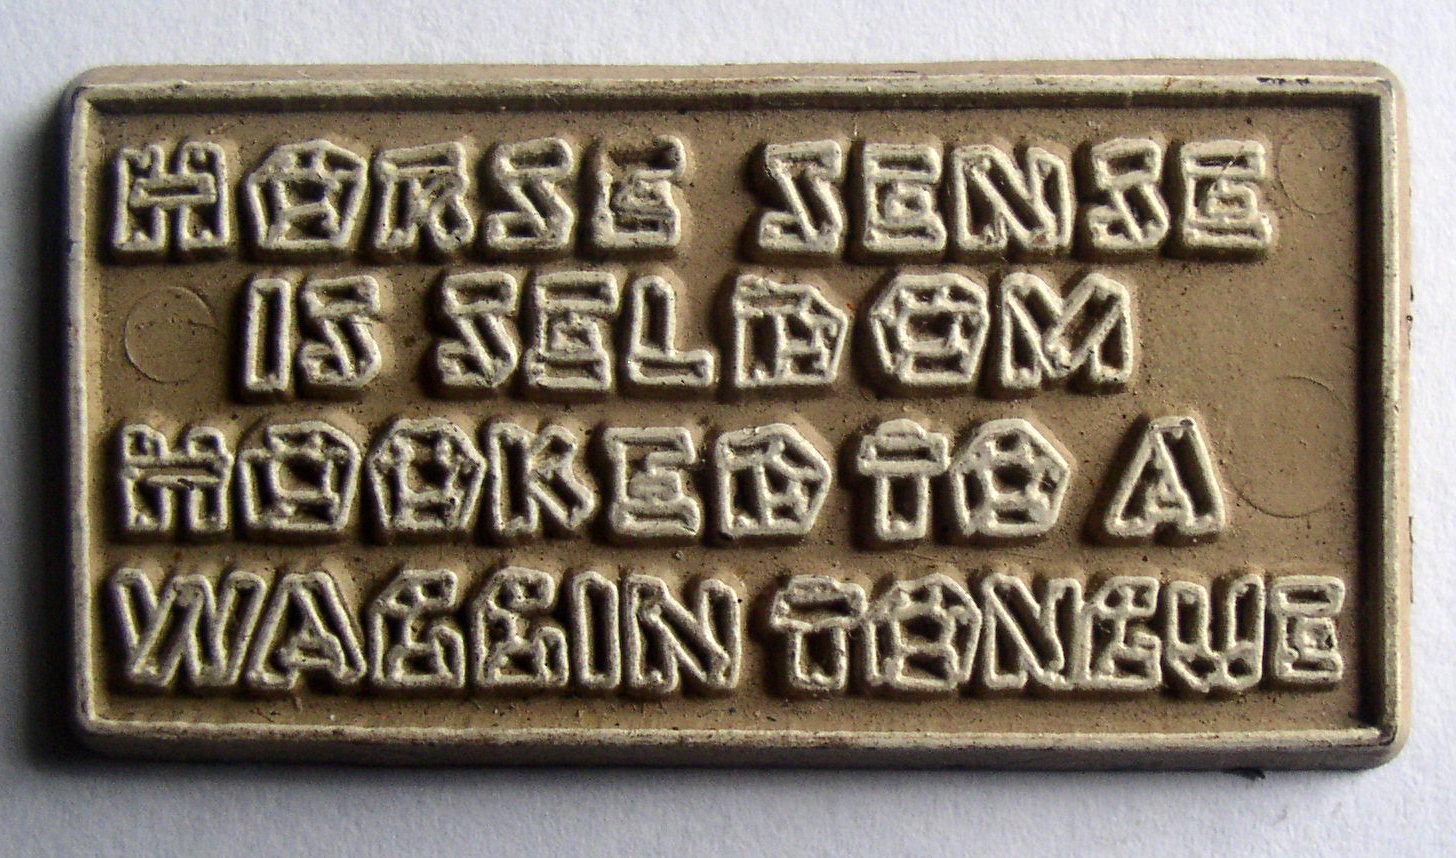 HORSE SENSE
IS SELDOM
HOOKED TO A
WAGGIN TONGUE